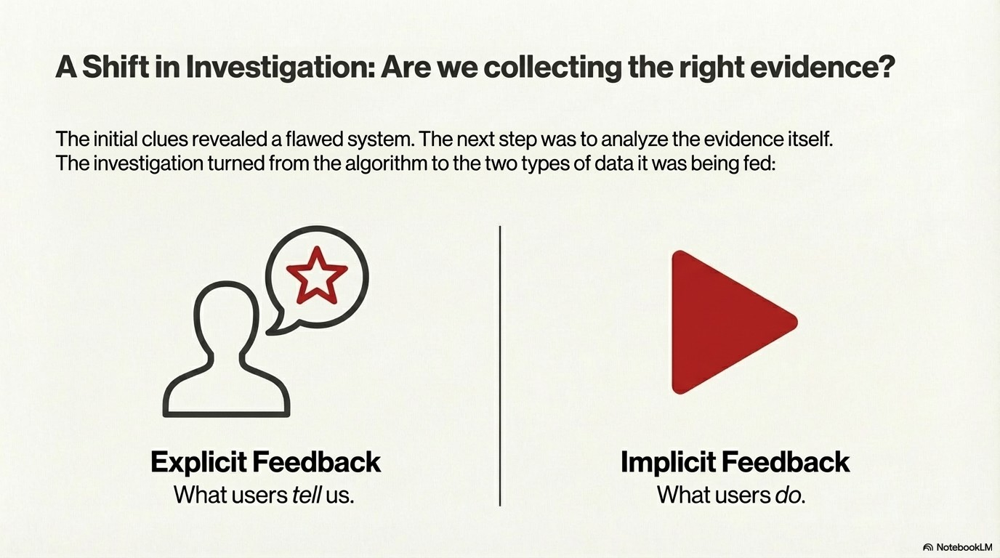 A Shift in Investigation: Are we collecting the right evidence?
The initial clues revealed a flawed system. The next step was to analyze the evidence itself.
The investigation turned from the algorithm to the two types of data it was being fed:
Explicit Feedback
What users tell us.
Implicit Feedback
What users do.
NotebookLM